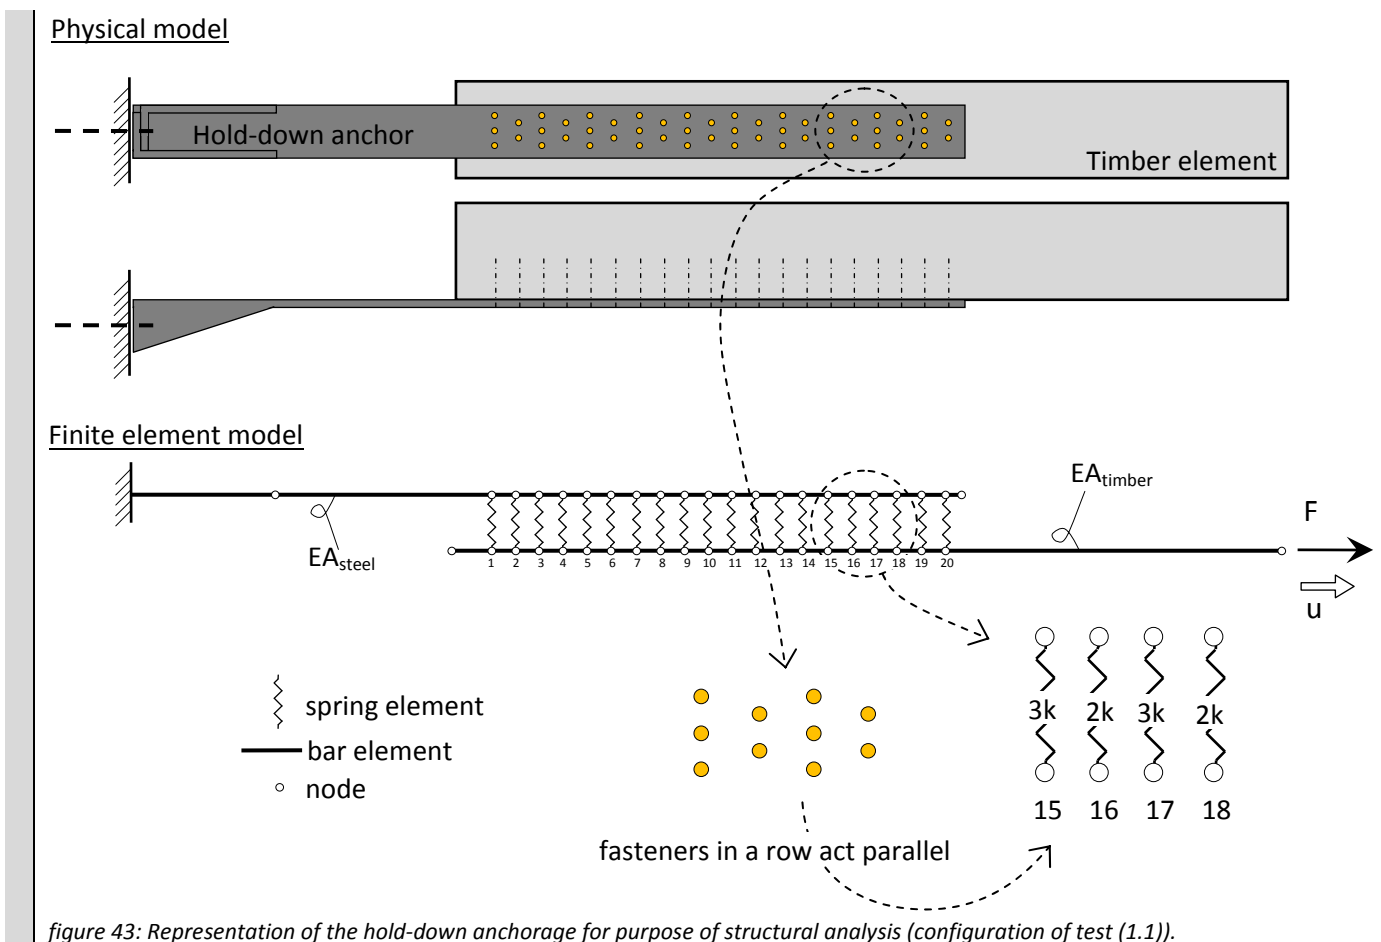 Physical model
Hold-down anchor
Timber element
Finite element model
EAtimber
F
EAsteel
1 2 3 4 5 6 7 8 9 10 11 12 13 14 15 16 17 18 19 20
u
spring element
bar element
node
3k 2k 3k 2k
15 16 17 18
fasteners in a row act parallel
figure 43: Representation of the hold-down anchorage for purpose of structural analysis (configuration of test (1.1)).